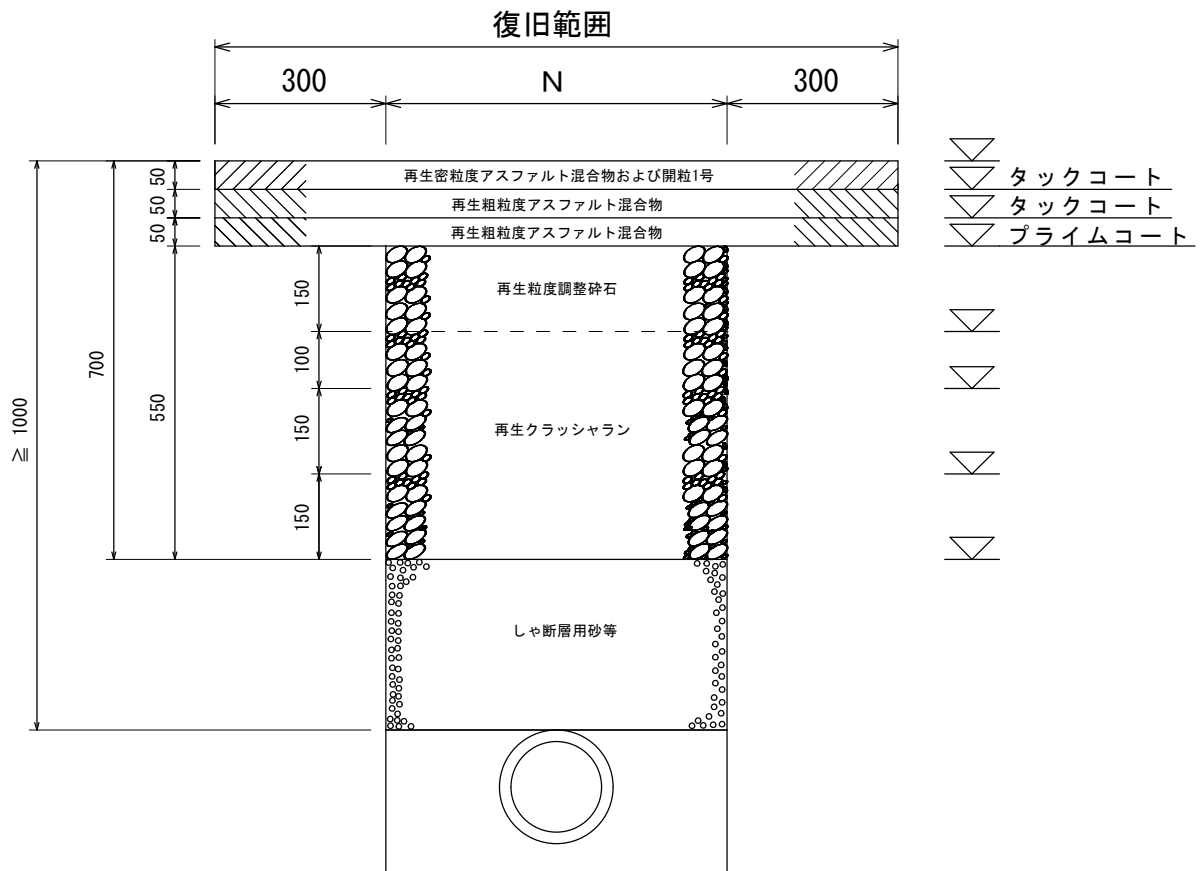 復旧範囲
300
N
300
50
再生密粒度アスファルト混合物および開粒1号
タックコート
50
再生粗粒度アスファルト混合物
タックコート
50
再生粗粒度アスファルト混合物
プライムコート
150
再生粒度調整砕石
100
700
550
≧ 1000
150
再生クラッシャラン
150
しゃ断層用砂等